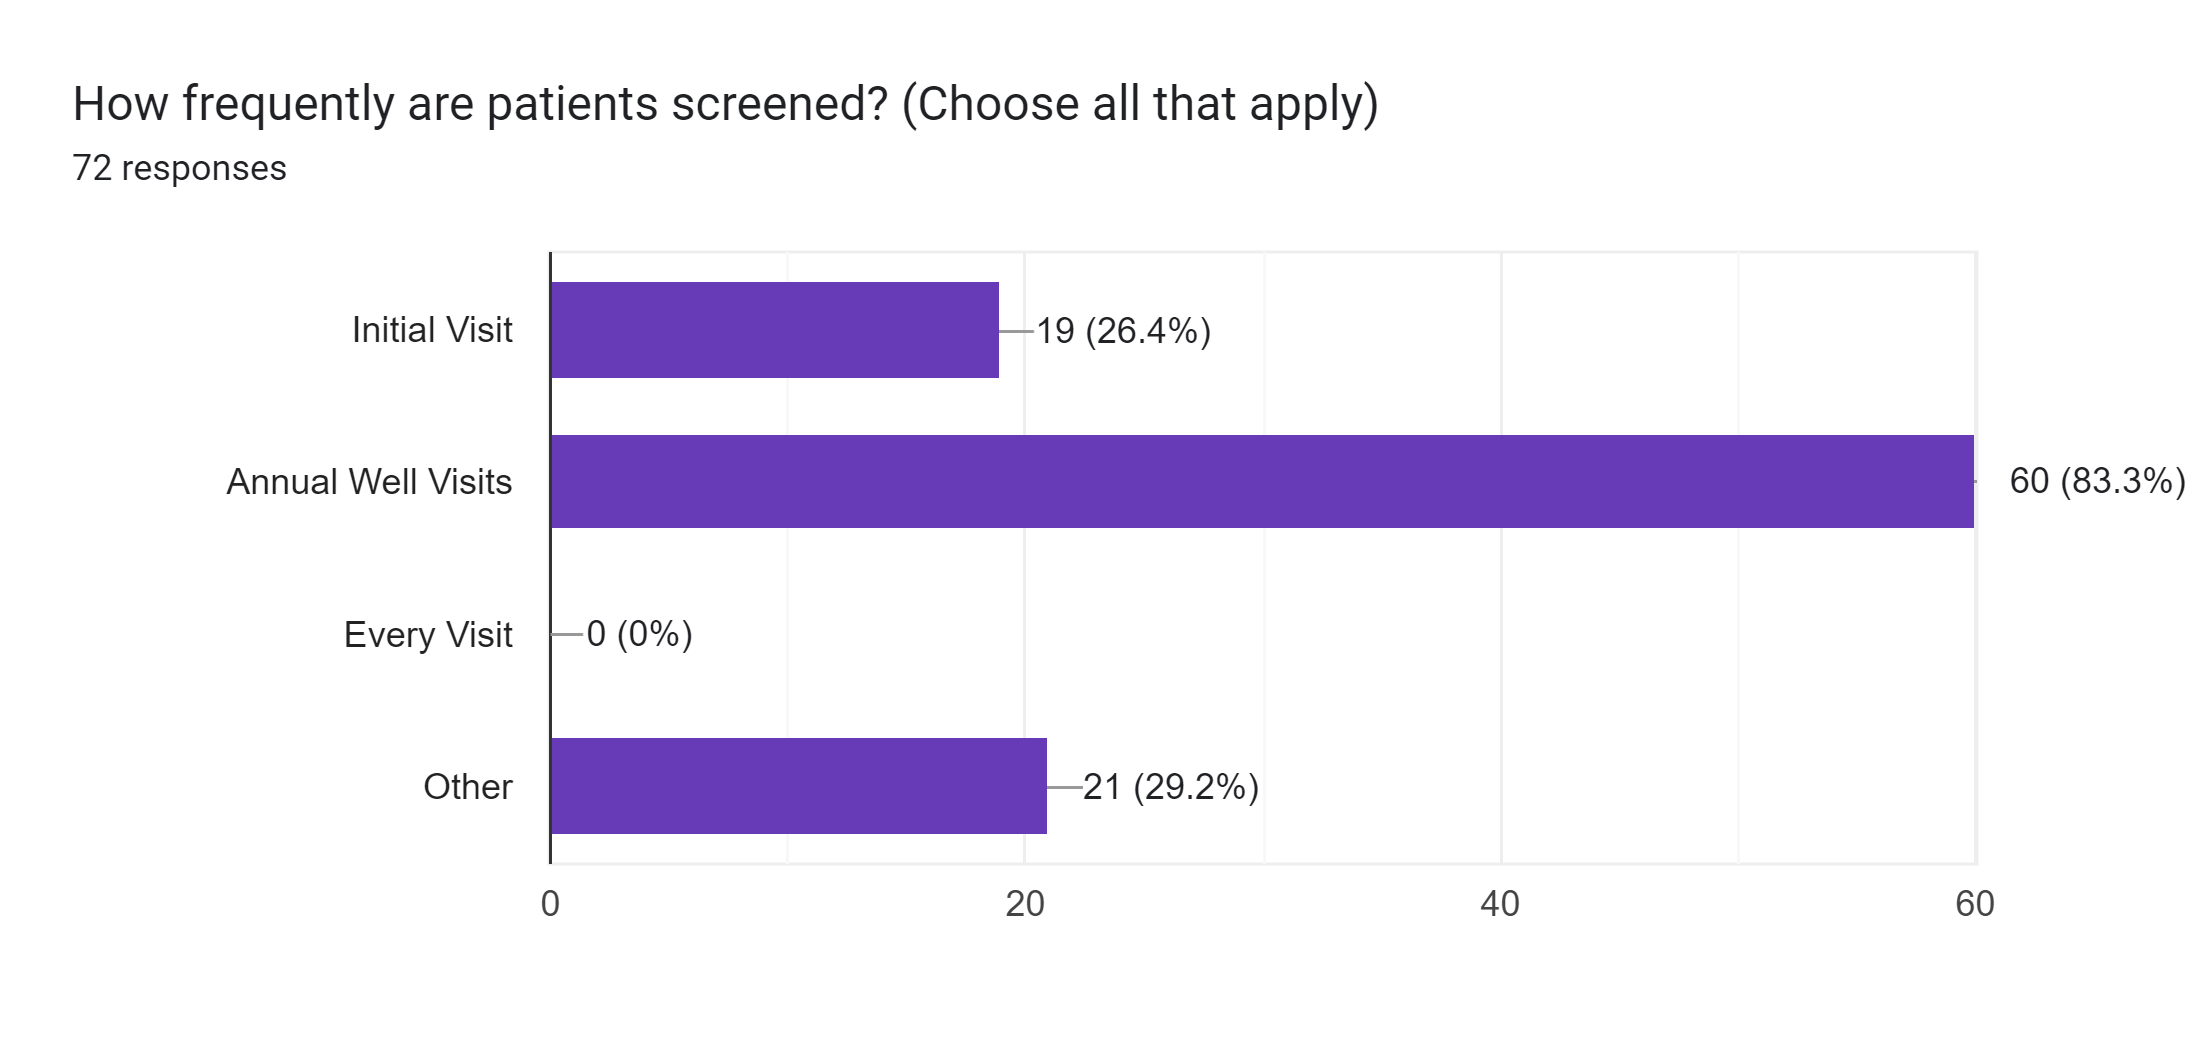 How frequently are patients screened? (Choose all that apply)
72 responses
Initial Visit
19 (26.4%)
Annual Well Visits
60 (83.3%)
Every Visit
0 (0%)
Other
21 (29.2%)
0
20
40
60